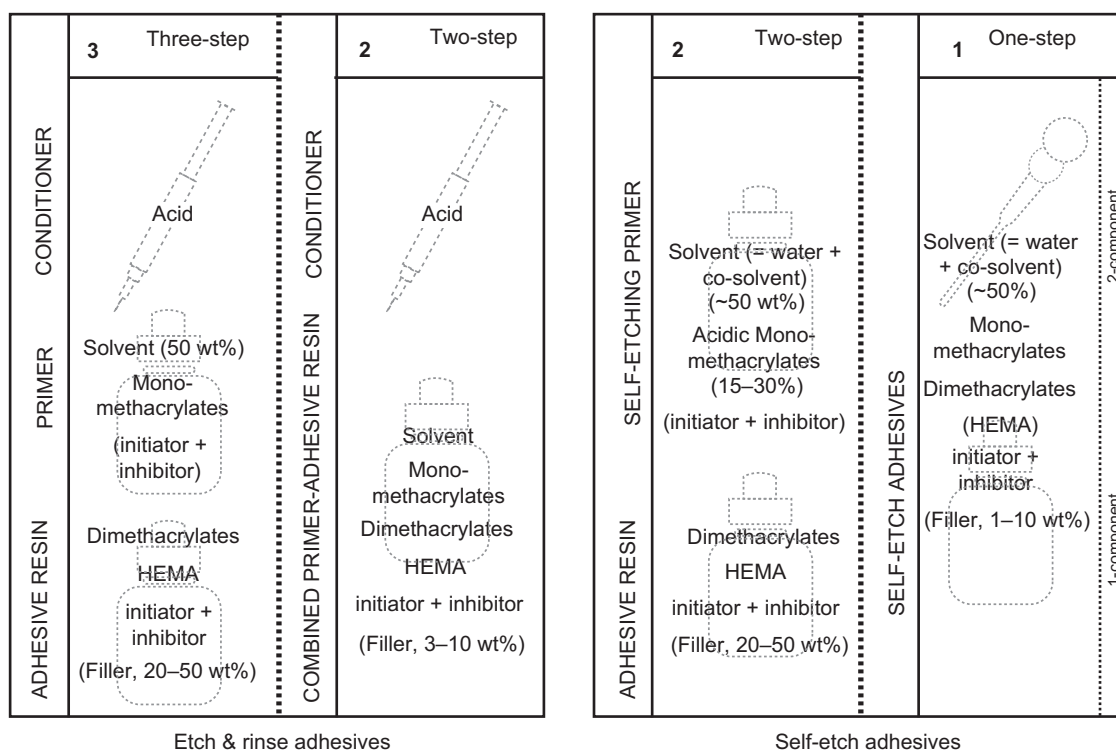 3 Three-step
CONDITIONER
PRIMER
ADHESIVE RESIN
Acid
Solvent (50 wt%)
Mono-
methacrylates
(initiator +
inhibitor)
Dimethacrylates
HEMA
initiator +
inhibitor
(Filler, 20–50 wt%)
2 Two-step
CONDITIONER
COMBINED PRIMER-ADHESIVE RESIN
Acid
Solvent
Mono-
methacrylates
Dimethacrylates
HEMA
initiator + inhibitor
(Filler, 3–10 wt%)
Etch & rinse adhesives
2 Two-step
SELF-ETCHING PRIMER
ADHESIVE RESIN
Solvent (= water +
co-solvent)
(~50 wt%)
Acidic Mono-
methacrylates
(15–30%)
(initiator + inhibitor)
Dimethacrylates
HEMA
initiator + inhibitor
(Filler, 20–50 wt%)
1 One-step
SELF-ETCH ADHESIVES
Solvent (= water
+ co-solvent)
(~50%)
Mono-
methacrylates
Dimethacrylates
(HEMA)
initiator +
inhibitor
(Filler, 1–10 wt%)
2-component
1-component
Self-etch adhesives